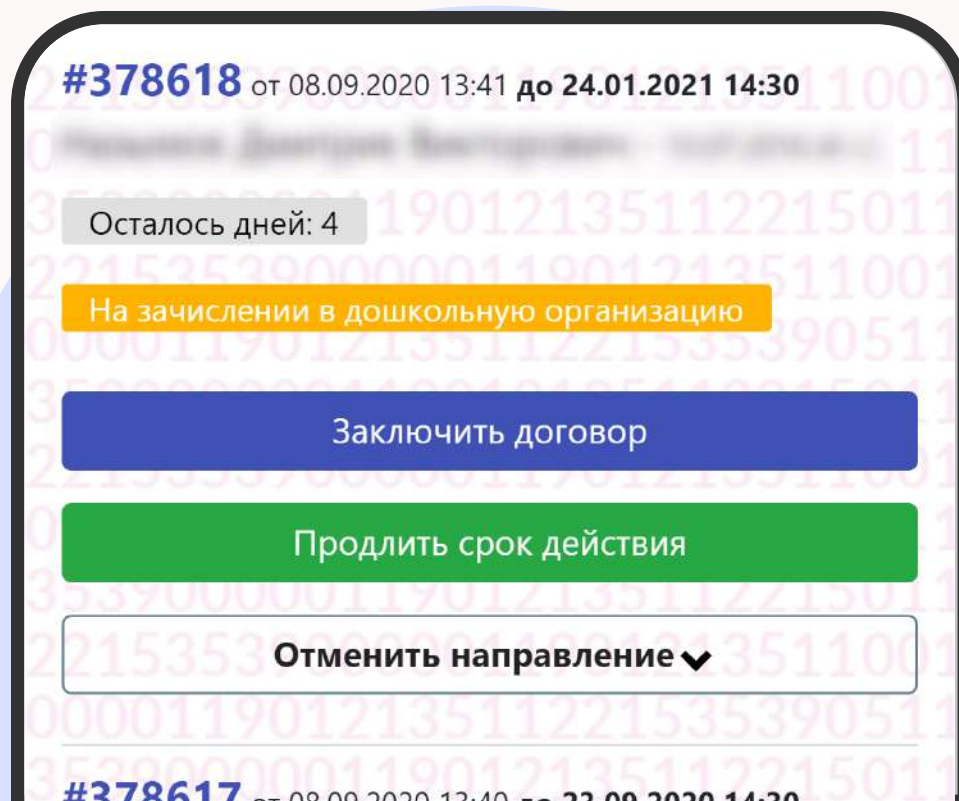 #378618 от 08.09.2020 13:41 до 24.01.2021 14:30
Осталось дней: 4
На зачислении в дошкольную организацию
Заключить договор
Продлить срок действия
Отменить направление
#378617 от 08.09.2020 13:40 до 23.09.2020 14:30